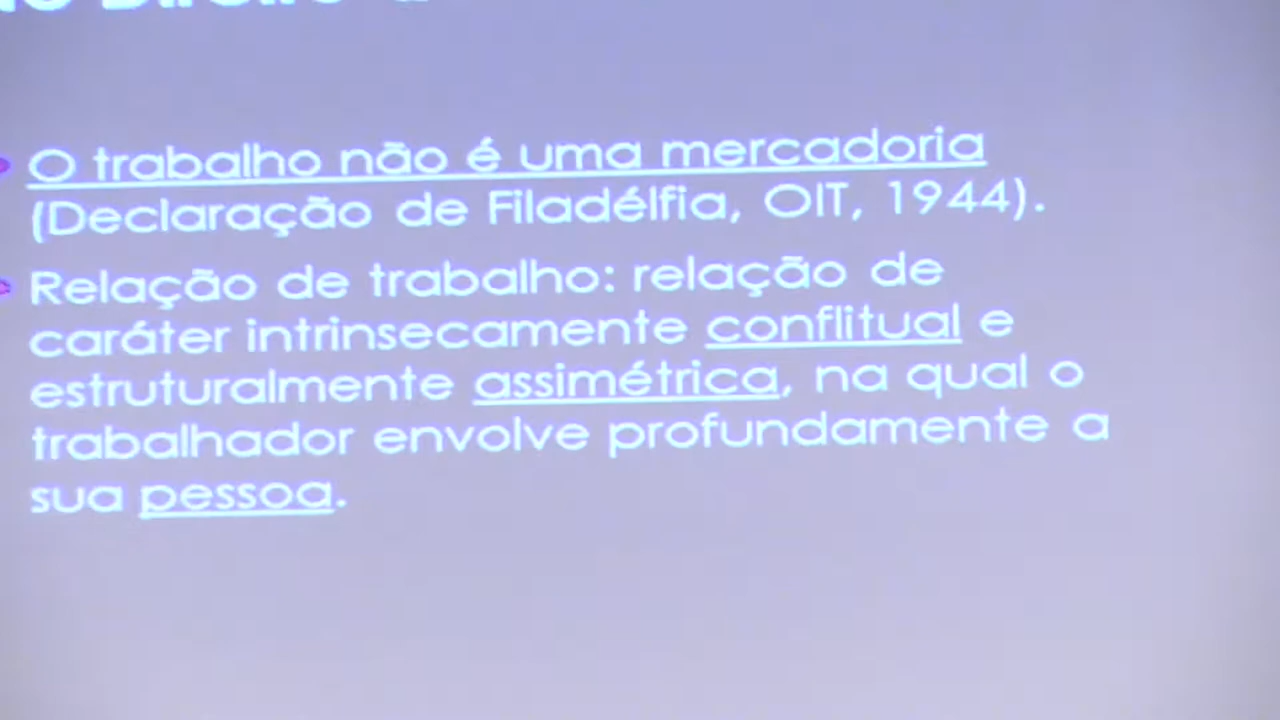 Direito
O trabalho não é uma mercadoria
(Declaração de Filadélfia, OIT, 1944).
Relação de trabalho: relação de
caráter intrinsecamente conflitual e
estruturalmente assimétrica, na qual o
trabalhador envolve profundamente a
sua pessoa.